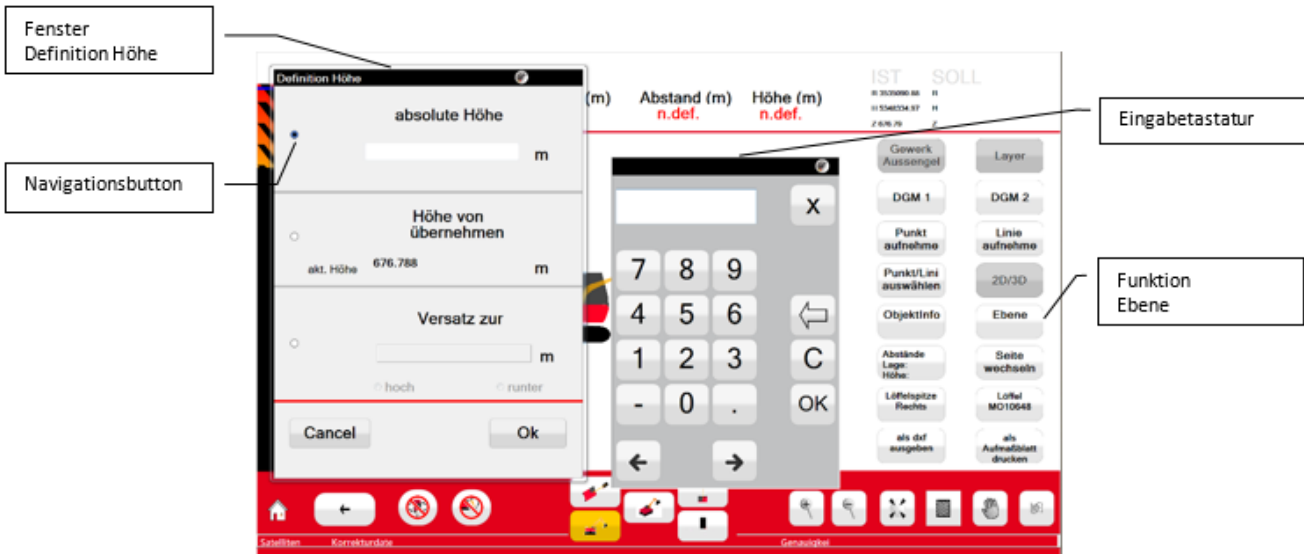 Fenster
Definition Höhe
Navigationsbutton
Eingabetastatur
Funktion
Ebene
Definition Höhe
absolute Höhe
m
Höhe von
übernehmen
akt. Höhe 676.788 m
Versatz zur
m
hoch runter
Cancel Ok
(m) Abstand (m) Höhe (m)
n.def. n.def.
IST SOLL
R
H
Z 676.79 Z
X
7 8 9
4 5 6
1 2 3 C
- 0 . OK
Gewerk
Aussengel
Layer
DGM 1 DGM 2
Punkt
aufnehme
Linie
aufnehme
Punkt/Lini
auswählen
2D/3D
ObjektInfo Ebene
Abstände
Lage:
Höhe:
Seite
wechseln
Löffelspitze
Rechts
Löffel
MO10648
als dxf
ausgeben
als
Aufmaßblatt
drucken
Satelliten Korrekturdate Genauigkei